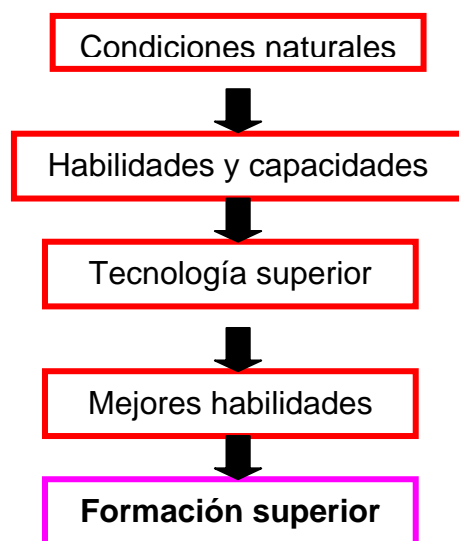 Condiciones naturales
Habilidades y capacidades
Tecnología superior
Mejores habilidades
Formación superior